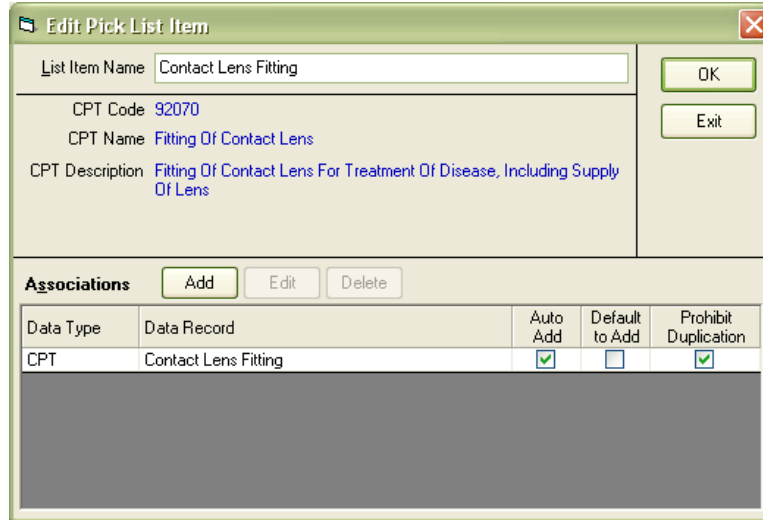 Edit Pick List Item
List Item Name Contact Lens Fitting
OK
CPT Code 92070
Exit
CPT Name Fitting Of Contact Lens
CPT Description Fitting Of Contact Lens For Treatment Of Disease, Including Supply
Of Lens
Associations Add Edit Delete
Data Type Data Record Auto Add Default to Add Prohibit Duplication
CPT Contact Lens Fitting